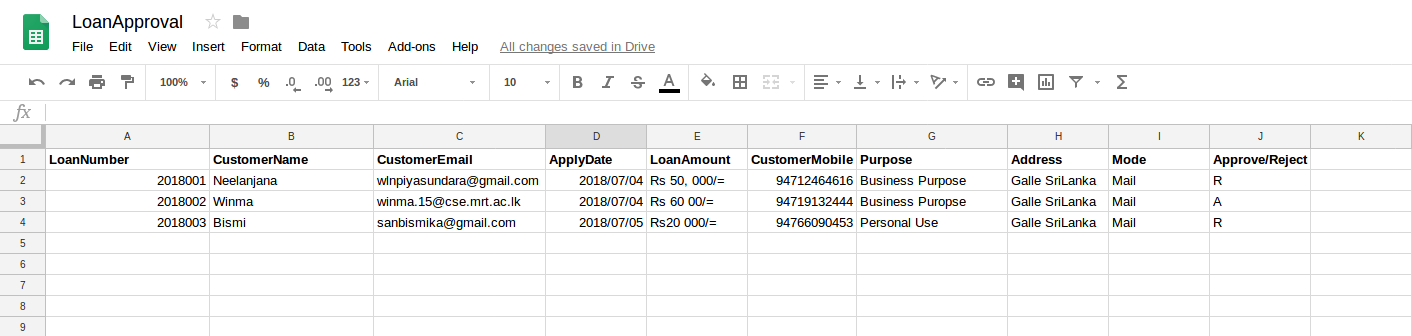 LoanApproval
File Edit View Insert Format Data Tools Add-ons Help All changes saved in Drive
100% $ % .0 .00 123 Arial 10 B I S A Σ
fx
A B C D E F G H I J K
1 LoanNumber CustomerName CustomerEmail ApplyDate LoanAmount CustomerMobile Purpose Address Mode Approve/Reject
2 2018001 Neelanjana wlnpiyasundara@gmail.com 2018/07/04 Rs 50, 000/= 94712464616 Business Purpose Galle SriLanka Mail R
3 2018002 Winma winma.15@cse.mrt.ac.lk 2018/07/04 Rs 60 00/= 94719132444 Business Puropse Galle SriLanka Mail A
4 2018003 Bismi sanbismika@gmail.com 2018/07/05 Rs20 000/= 94766090453 Personal Use Galle SriLanka Mail R
5
6
7
8
9